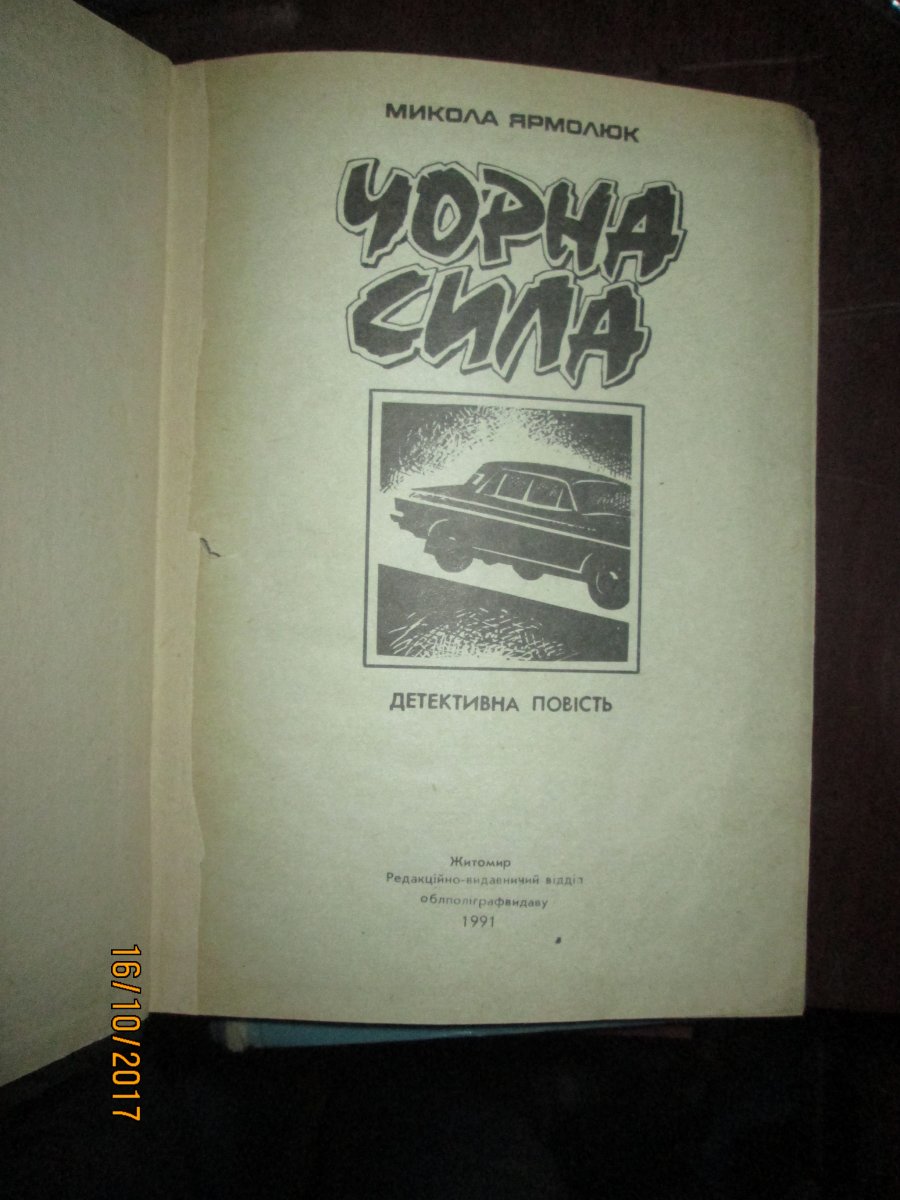 МИКОЛА ЯРМОЛЮК
ЧОРНА
СИЛА
ДЕТЕКТИВНА ПОВІСТЬ
Житомир
Редакційно-видавничий відділ
облполіграфвидаву
1991
16/10/2017